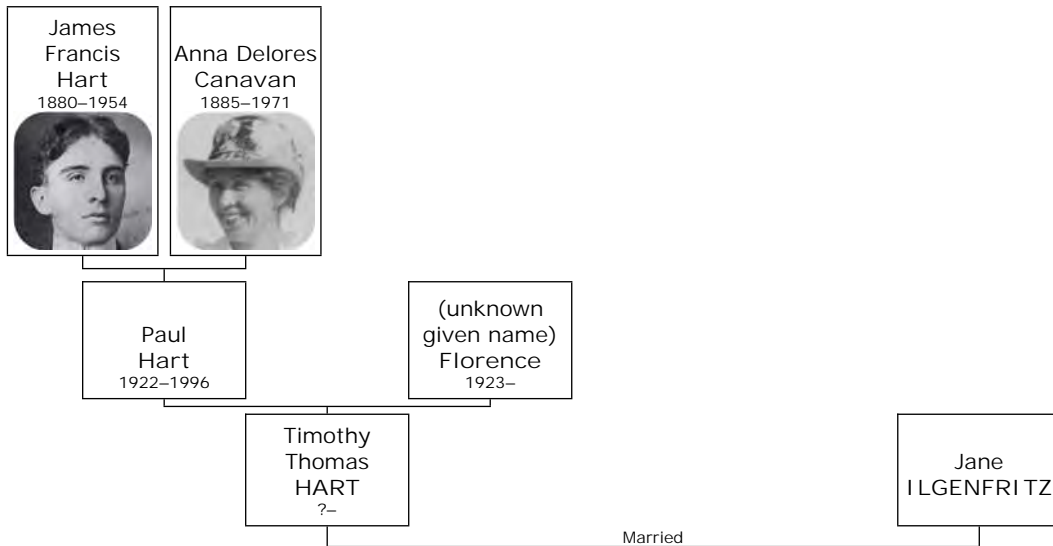 James
Francis
Hart
1880–1954
Anna Delores
Canavan
1885–1971
Paul
Hart
1922–1996
(unknown
given name)
Florence
1923–
Timothy
Thomas
HART
?–
Jane
ILGENFRITZ
Married